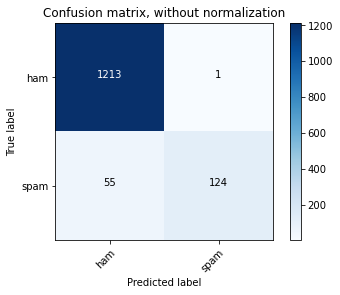 Confusion matrix, without normalization
ham
spam
True label
1213
1
55
124
ham
spam
Predicted label
1200
1000
800
600
400
200